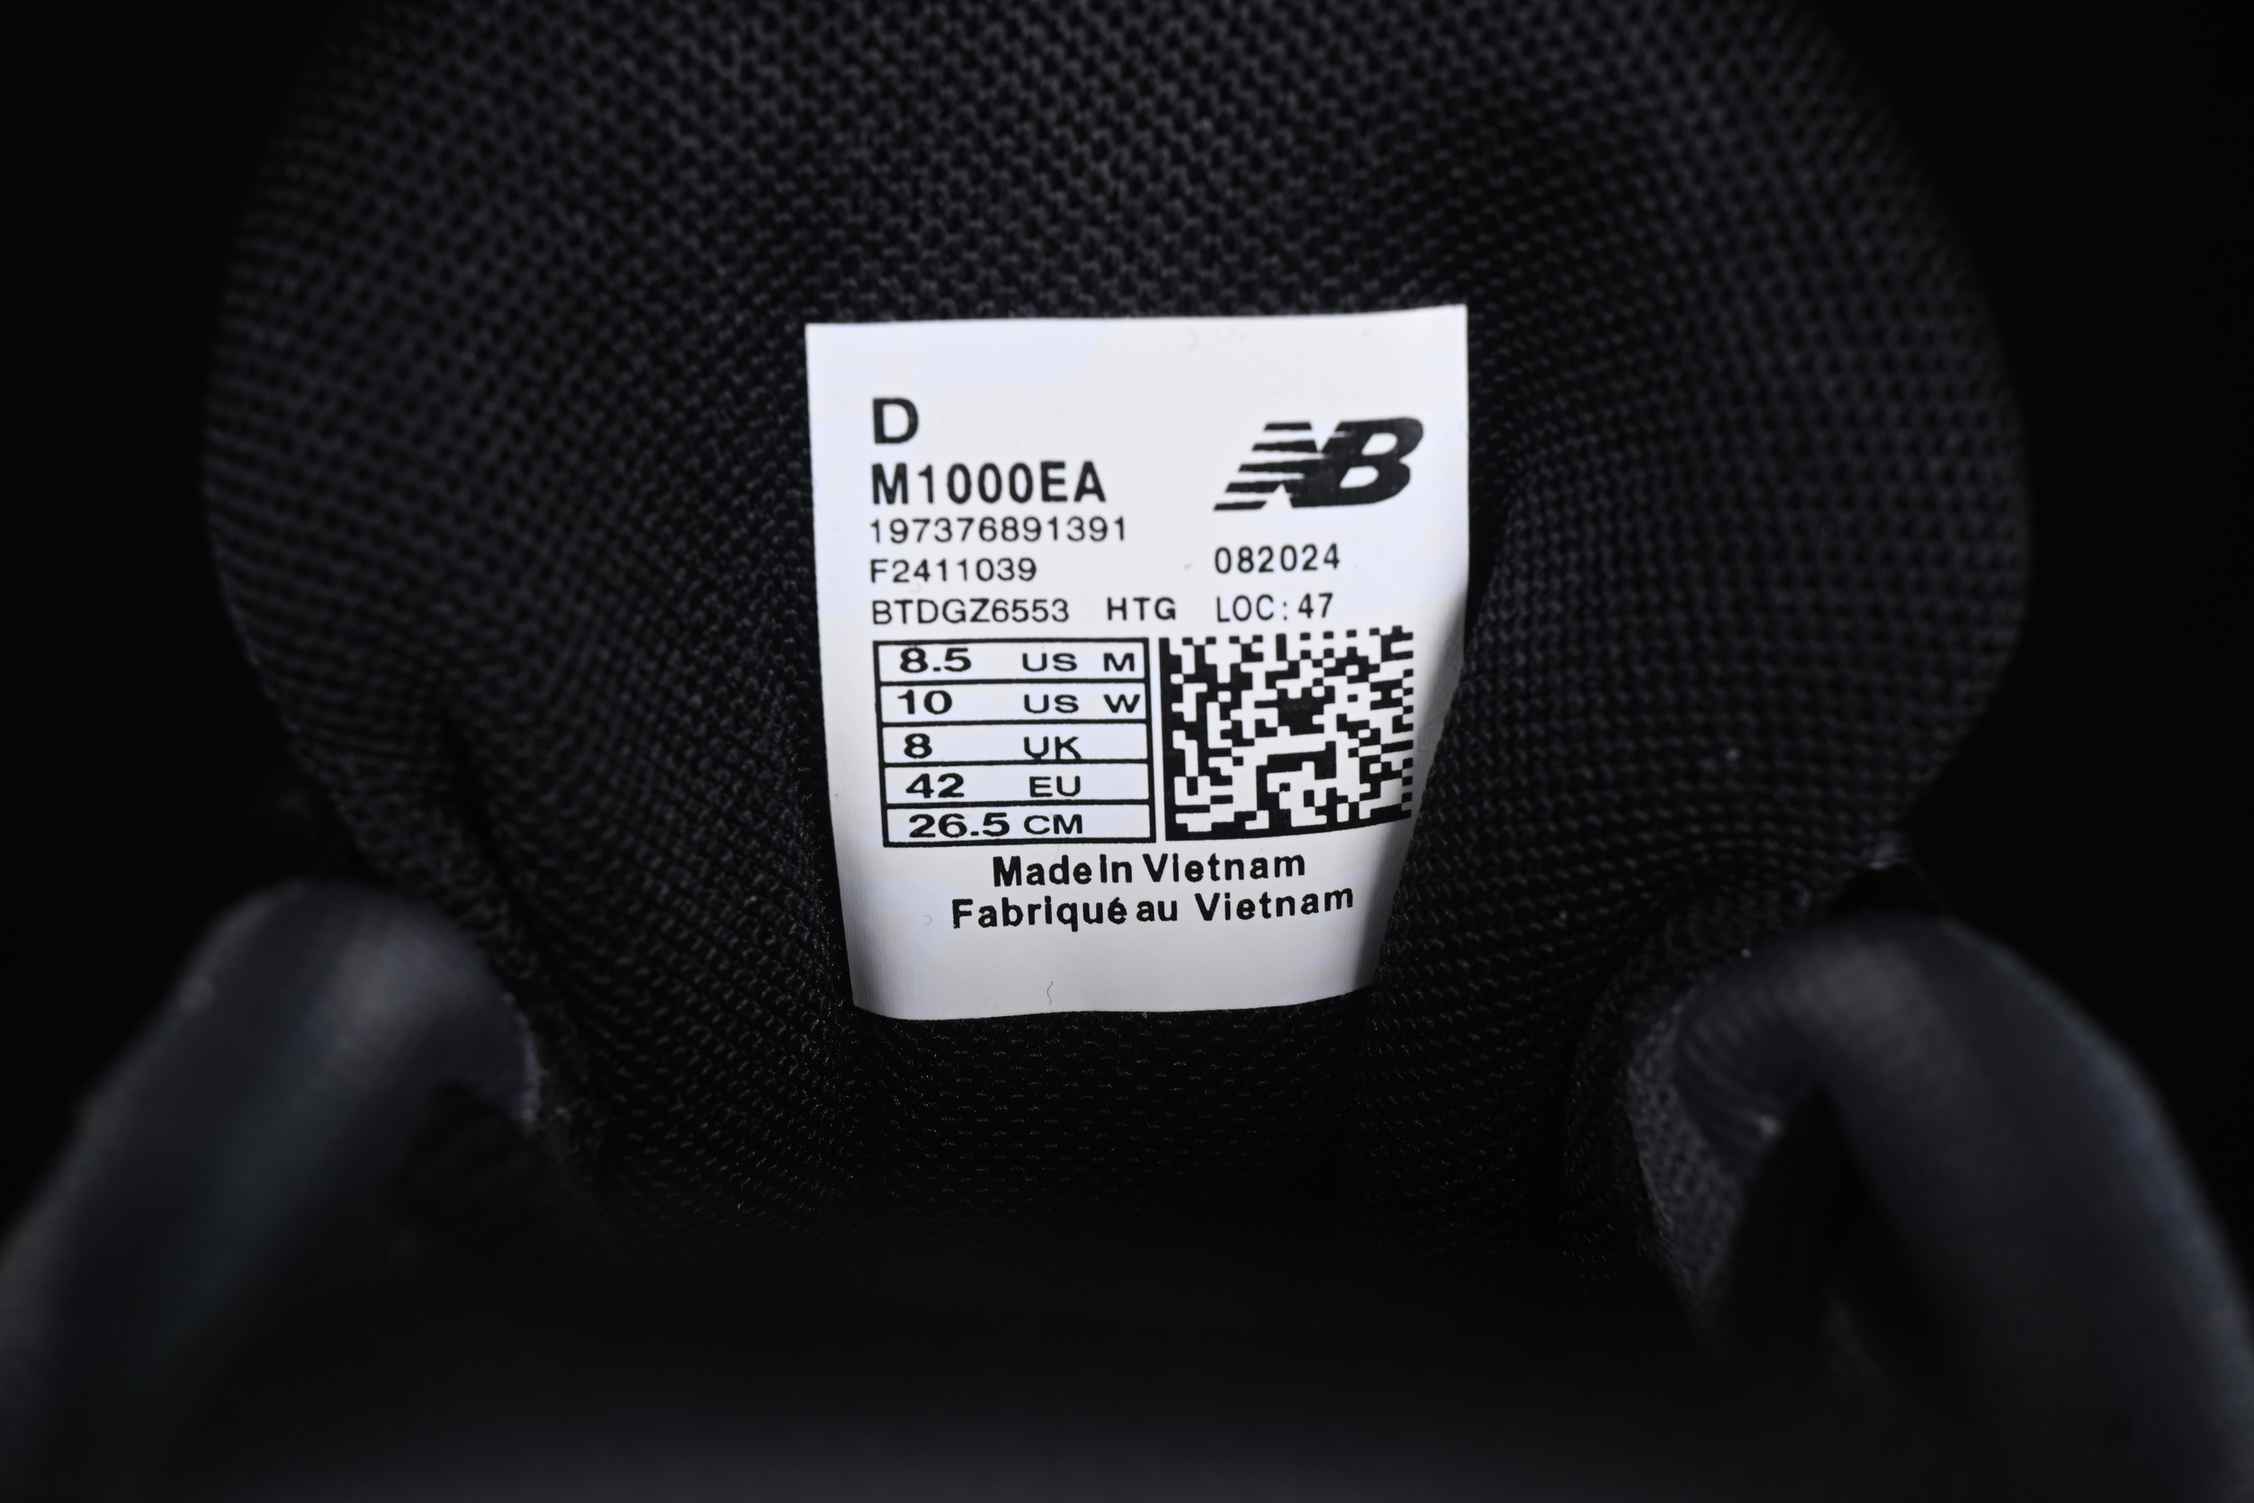 D
NB
M1000EA
197376891391
F2411039 082024
BTDGZ6553 HTG LOC:47
8.5 US M
10 US W
8 UK
42 EU
26.5 CM
Made In Vietnam
Fabriqué au Vietnam